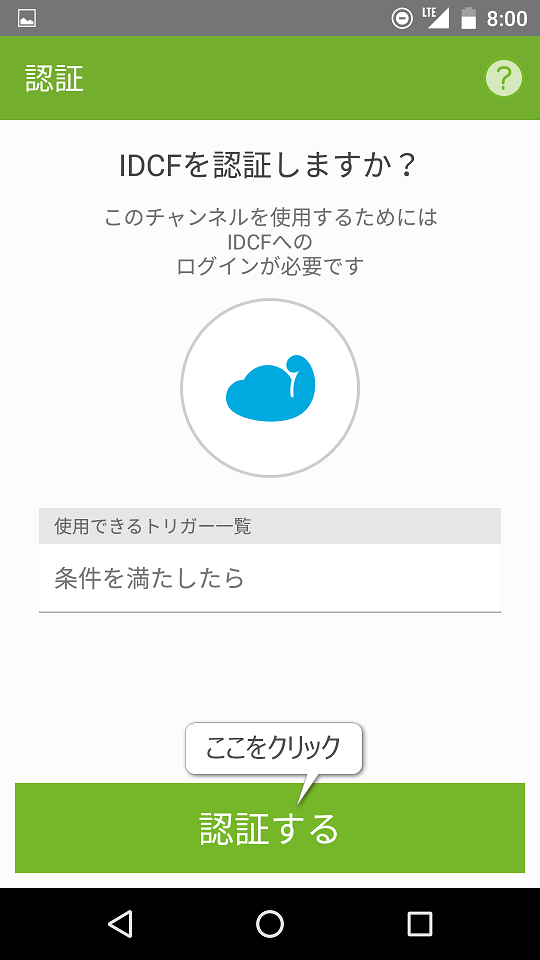 LTE 8:00
認証
?
IDCFを認証しますか？
このチャンネルを使用するためには
IDCFへの
ログインが必要です
使用できるトリガー一覧
条件を満たしたら
ここをクリック
認証する